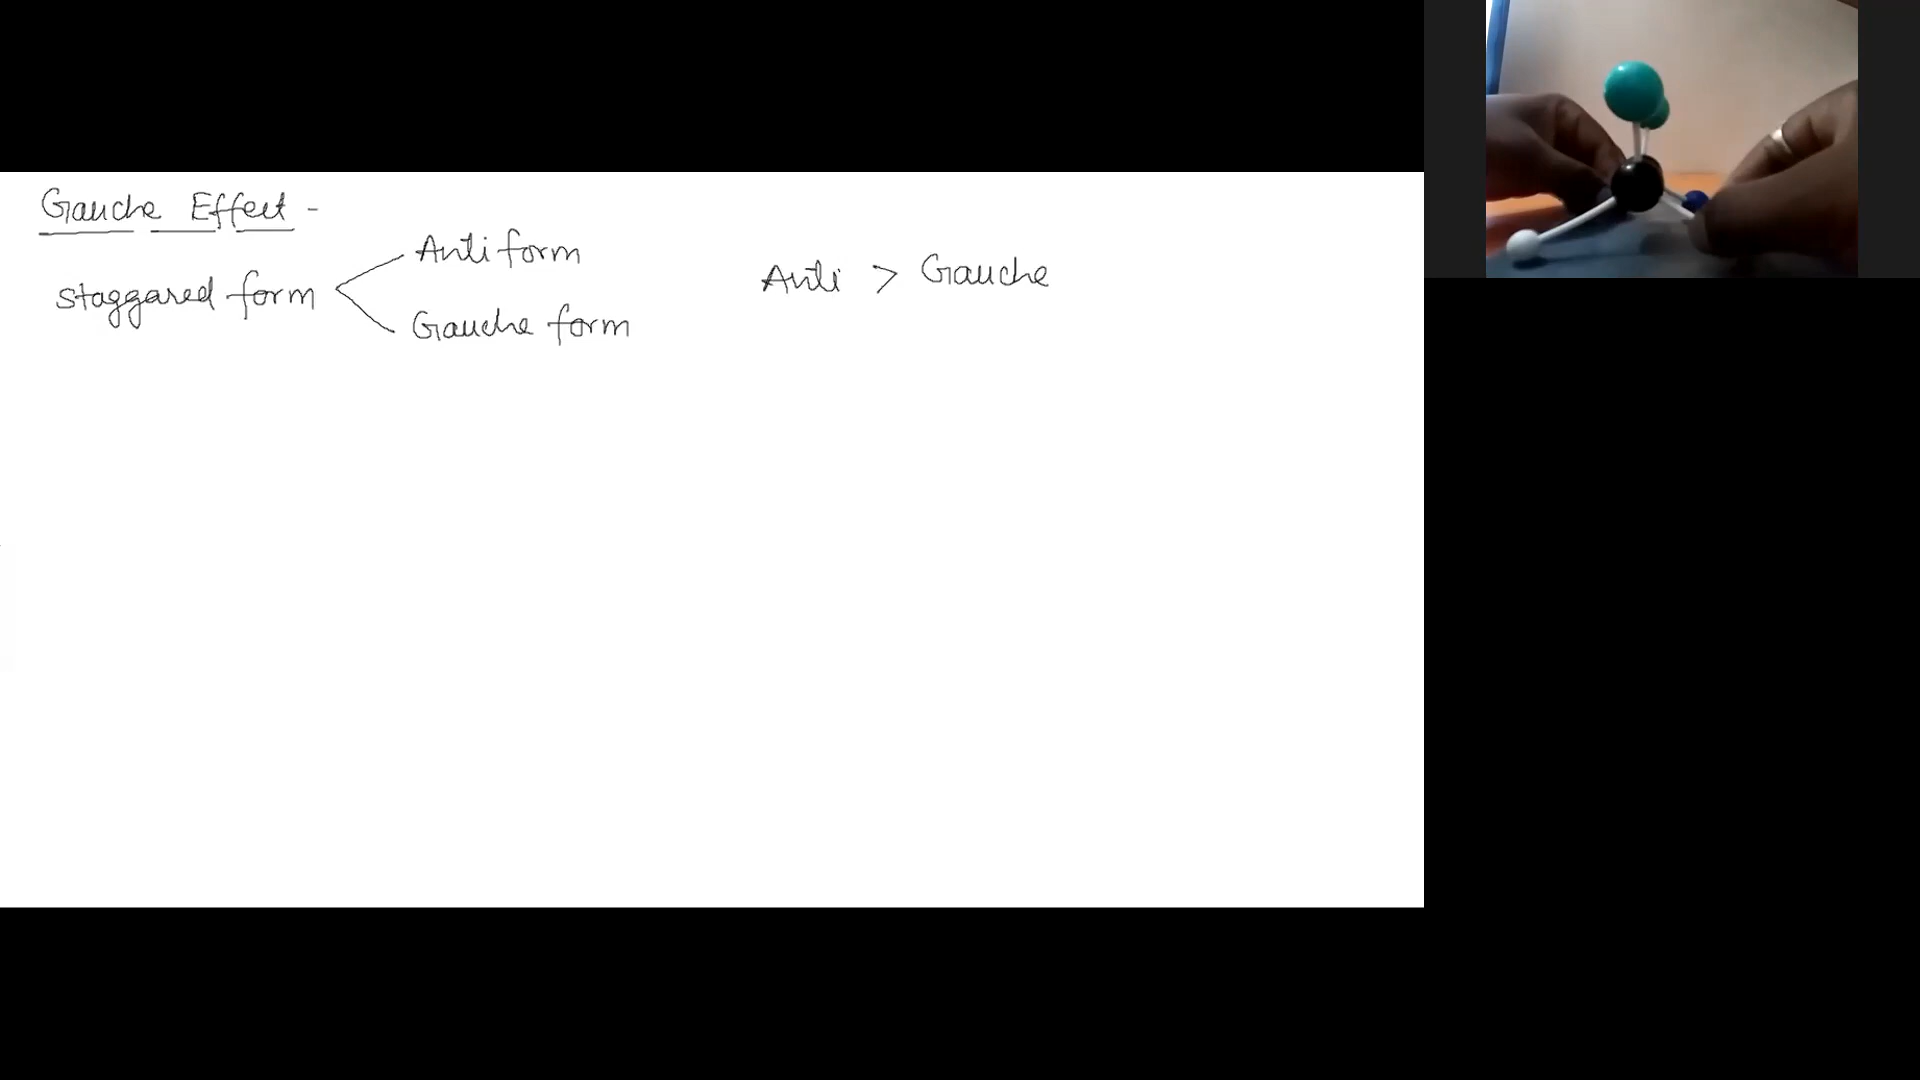 Gauche Effect -
Staggared form
Anti form
Gauche form
Anti > Gauche